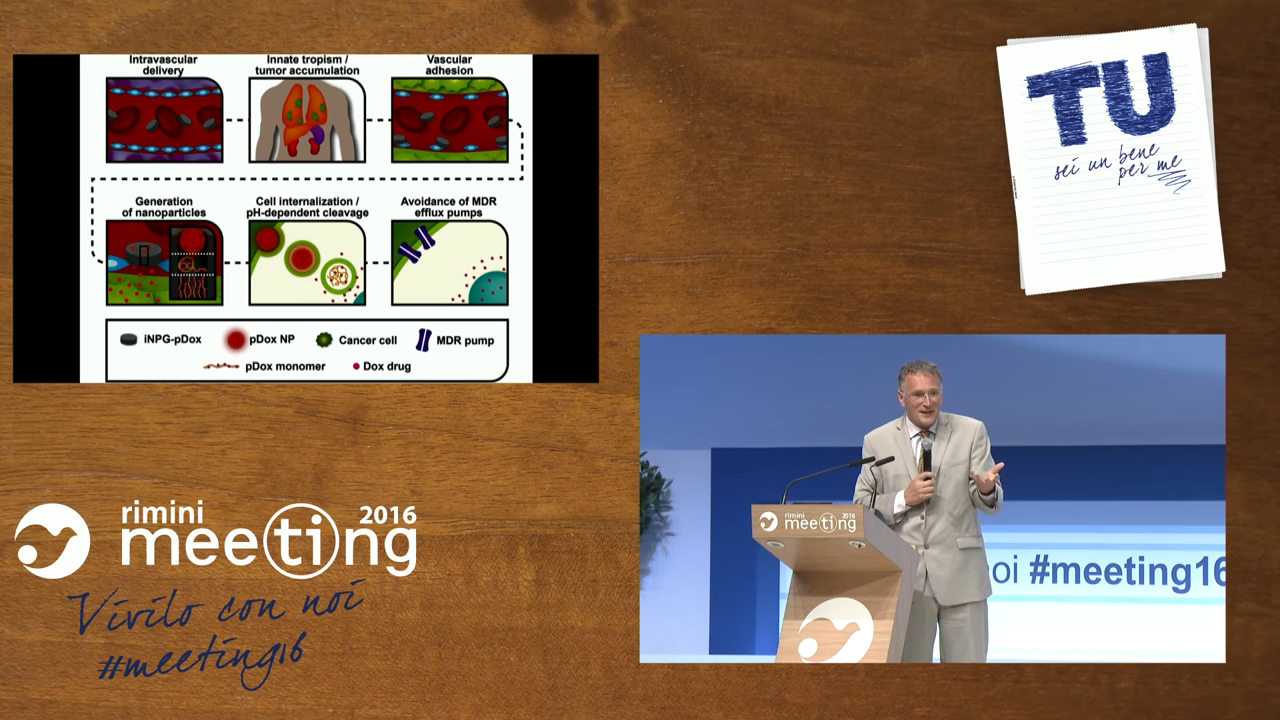 Intravascular
delivery
Innate tropism /
tumor accumulation
Vascular
adhesion
Generation
of nanoparticles
Cell internalization /
pH-dependent cleavage
Avoidance of MDR
efflux pumps
iNPG-pDox
pDox NP
Cancer cell
MDR pump
pDox monomer
Dox drug
TU
sei un bene
per me
rimini
2016
meeting
Vivilo con noi
#meeting16
rimini
2016
meeting
noi #meeting16